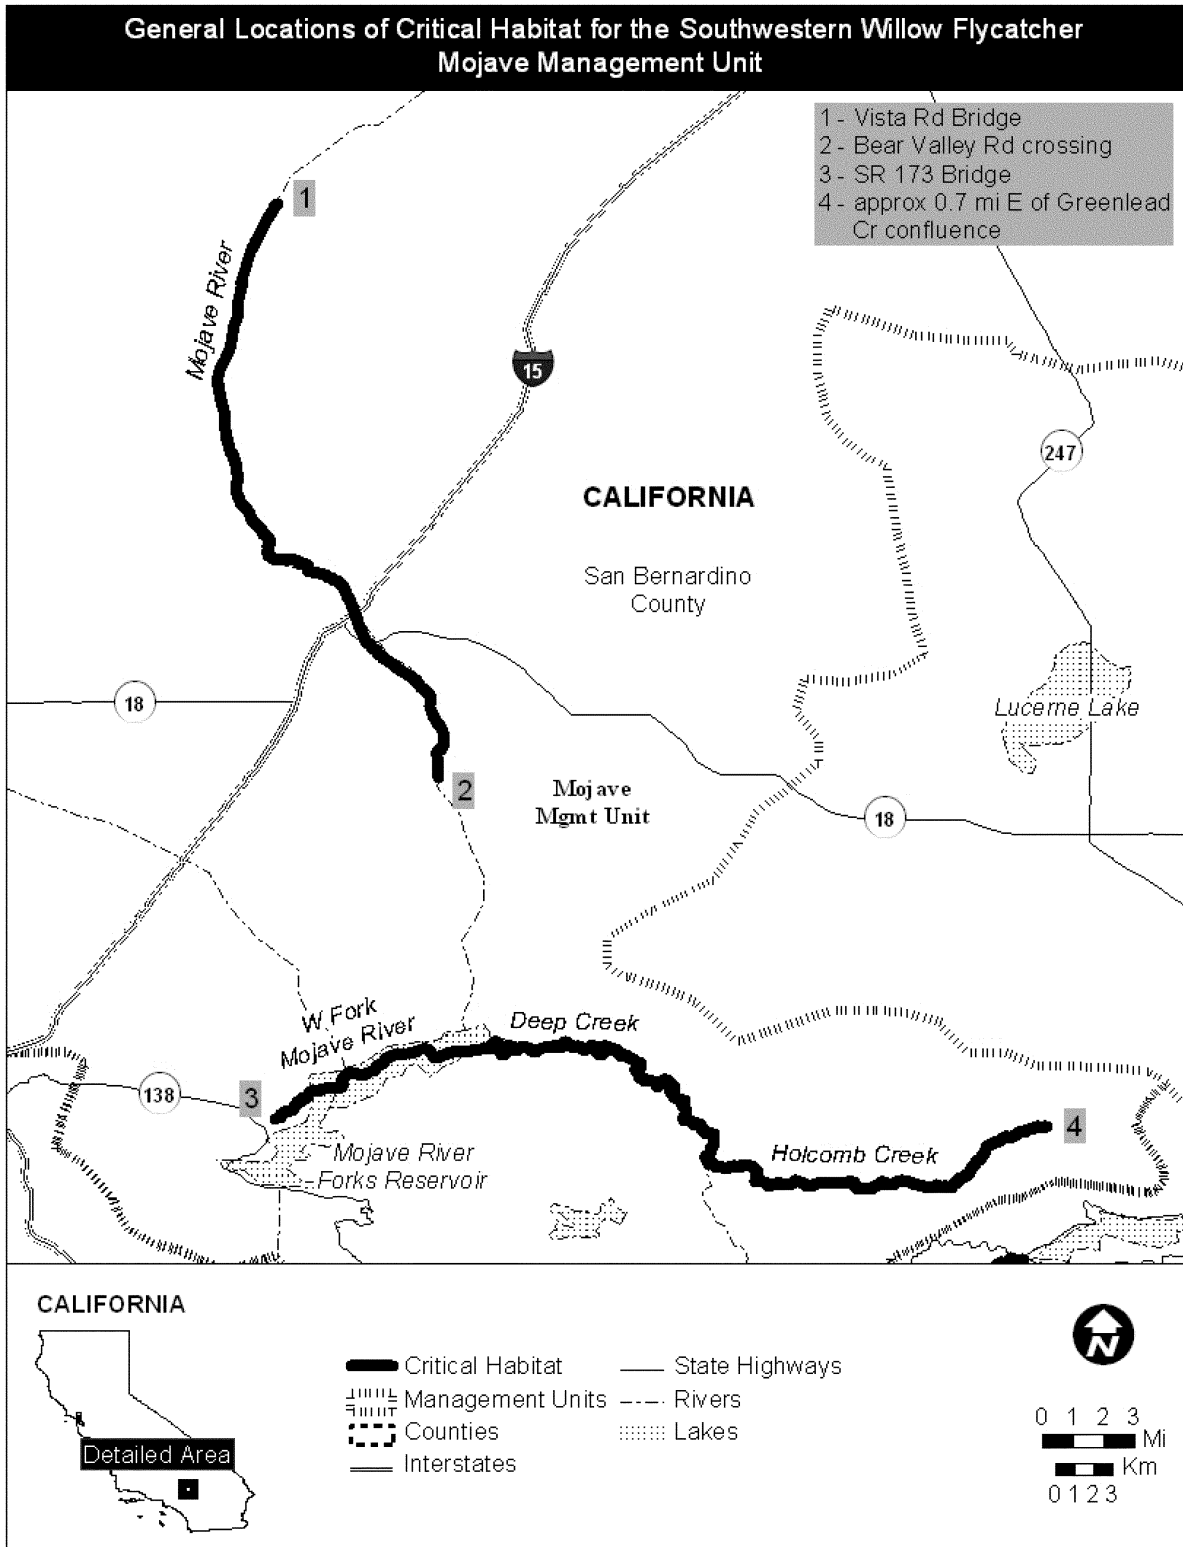 General Locations of Critical Habitat for the Southwestern Willow Flycatcher
Mojave Management Unit
1 - Vista Rd Bridge
2 - Bear Valley Rd crossing
3 - SR 173 Bridge
4 - approx 0.7 mi E of Greenlead
Cr confluence
1
Mojave River
15
247
CALIFORNIA
San Bernardino
County
18
Lucerne Lake
2
Mojave
Mgmt Unit
18
W Fork
Mojave River
Deep Creek
138
3
Mojave River
Forks Reservoir
Holcomb Creek
4
CALIFORNIA
Detailed Area
Critical Habitat
Management Units
Counties
Interstates
State Highways
Rivers
Lakes
N
0 1 2 3
Mi
Km
0 1 2 3